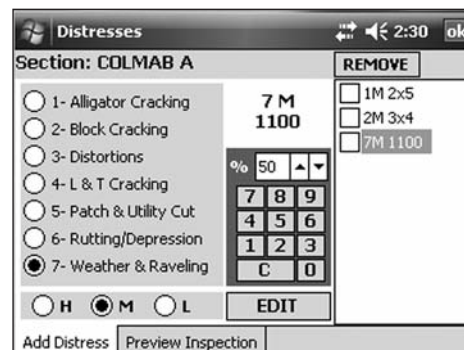 Distresses
2:30 ok
Section: COLMAB A
REMOVE
1- Alligator Cracking
2- Block Cracking
3- Distortions
4- L & T Cracking
5- Patch & Utility Cut
6- Rutting/Depression
7- Weather & Raveling
H M L
7 M
1100
% 50
7 8 9
4 5 6
1 2 3
C 0
EDIT
1M 2x5
2M 3x4
7M 1100
Add Distress Preview Inspection